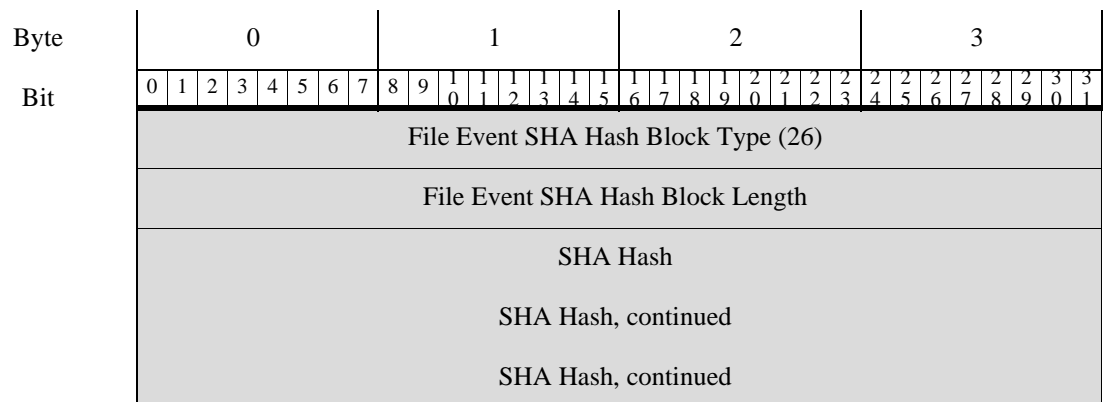 Byte 0 1 2 3
Bit 0 1 2 3 4 5 6 7 8 9 10 11 12 13 14 15 16 17 18 19 20 21 22 23 24 25 26 27 28 29 30 31
File Event SHA Hash Block Type (26)
File Event SHA Hash Block Length
SHA Hash
SHA Hash, continued
SHA Hash, continued